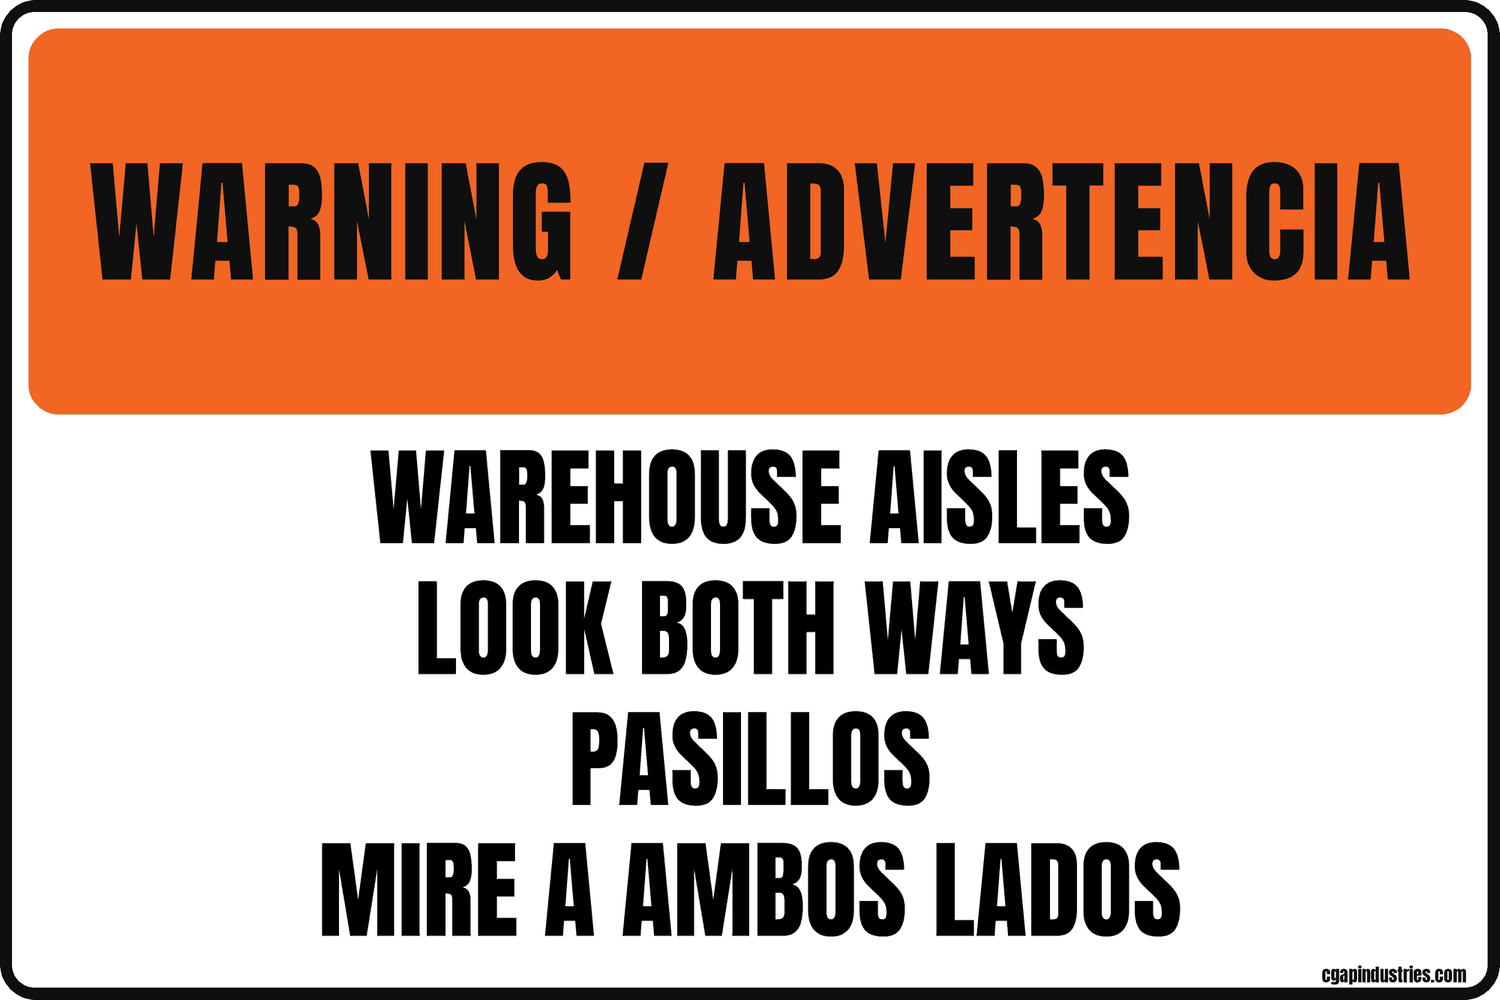 WARNING / ADVERTENCIA
WAREHOUSE AISLES
LOOK BOTH WAYS
PASILLOS
MIRE A AMBOS LADOS
cgapindustries.com